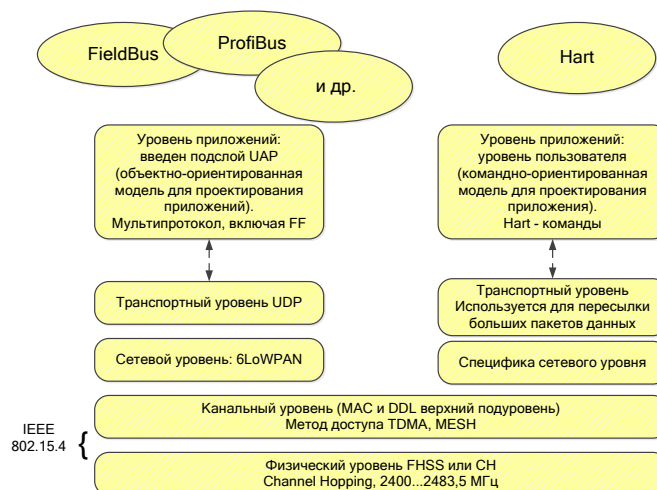 FieldBus
ProfiBus
и др.
Hart
Уровень приложений:
введен подслой UAP
(объектно-ориентированная
модель для проектирования
приложений).
Мультипротокол, включая FF
Уровень приложений:
уровень пользователя
(командно-ориентированная
модель для проектирования
приложения).
Hart - команды
Транспортный уровень UDP
Транспортный уровень
Используется для пересылки
больших пакетов данных
Сетевой уровень: 6LoWPAN
Специфика сетевого уровня
IEEE
802.15.4
{
Канальный уровень (MAC и DDL верхний подуровень)
Метод доступа TDMA, MESH
Физический уровень FHSS или CH
Channel Hopping, 2400...2483,5 МГц